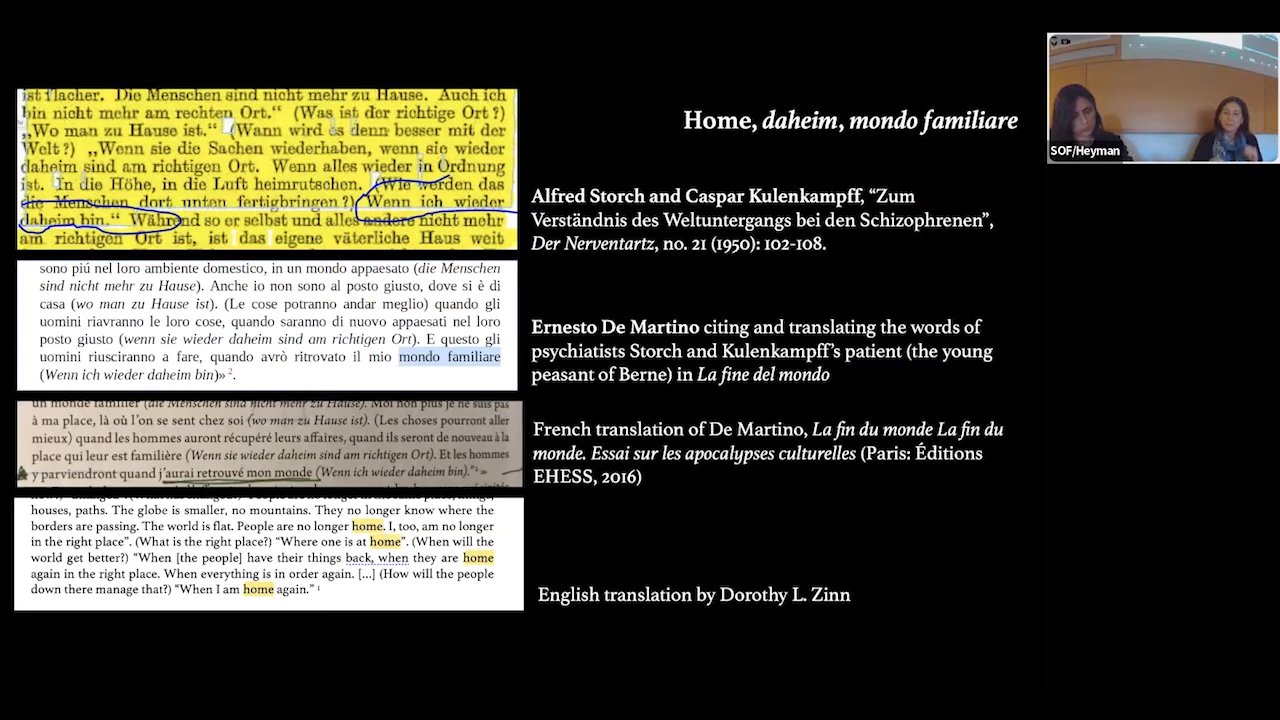 ist flacher. Die Menschen sind nicht mehr zu Hause. Auch ich
bin nicht mehr am rechten Ort.“ (Was ist der richtige Ort?)
„Wo man zu Hause ist.“ (Wann wird es denn besser mit der
Welt?) „Wenn sie die Sachen wiederhaben, wenn sie wieder
daheim sind am richtigen Ort. Wenn alles wieder in Ordnung
ist. In die Höhe, in die Luft heimrutschen. (Wie werden das
die Menschen dort unten fertigbringen?) Wenn ich wieder
daheim bin.“ Während so er selbst und alles andere nicht mehr
am richtigen Ort ist, ist das eigene väterliche Haus weit
sono piú nel loro ambiente domestico, in un mondo appaesato (die Menschen
sind nicht mehr zu Hause). Anche io non sono al posto giusto, dove si è di
casa (wo man zu Hause ist). (Le cose potranno andar meglio) quando gli
uomini riavranno le loro cose, quando saranno di nuovo appaesati nel loro
posto giusto (wenn sie wieder daheim sind am richtigen Ort). E questo gli
uomini riusciranno a fare, quando avrò ritrovato il mio mondo familiare
(Wenn ich wieder daheim bin)» 2.
un monde familier (die Menschen sind nicht mehr zu Hause). Moi non plus je ne suis pas
à ma place, là où l’on se sent chez soi (wo man zu Hause ist). (Les choses pourront aller
mieux) quand les hommes auront récupéré leurs affaires, quand ils seront de nouveau à la
place qui leur est familière (Wenn sie wieder daheim sind am richtigen Ort). Et les hommes
y parviendront quand j’aurai retrouvé mon monde (Wenn ich wieder daheim bin).”2»
houses, paths. The globe is smaller, no mountains. They no longer know where the
borders are passing. The world is flat. People are no longer home. I, too, am no longer
in the right place”. (What is the right place?) “Where one is at home”. (When will the
world get better?) “When [the people] have their things back, when they are home
again in the right place. When everything is in order again. [...] (How will the people
down there manage that?) “When I am home again.” 1
Home, daheim, mondo familiare
Alfred Storch and Caspar Kulenkampff, “Zum
Verständnis des Weltuntergangs bei den Schizophrenen”,
Der Nerventartz, no. 21 (1950): 102-108.
Ernesto De Martino citing and translating the words of
psychiatists Storch and Kulenkampff’s patient (the young
peasant of Berne) in La fine del mondo
French translation of De Martino, La fin du monde La fin du
monde. Essai sur les apocalypses culturelles (Paris: Éditions
EHESS, 2016)
English translation by Dorothy L. Zinn
SOF/Heyman